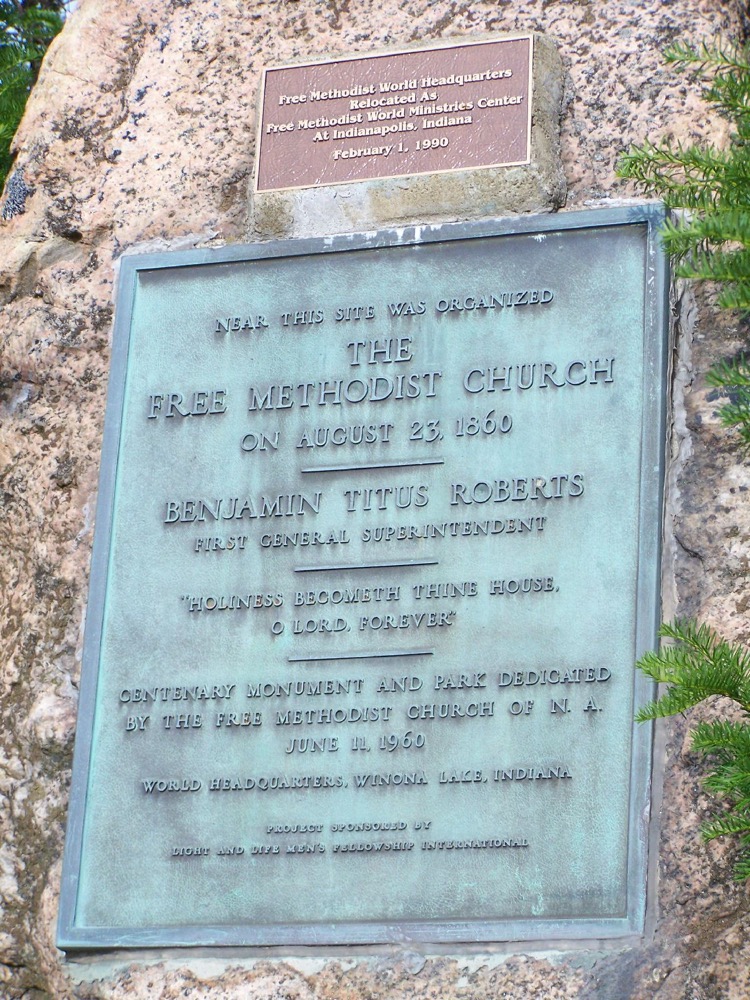 Free Methodist World Headquarters
Relocated As
Free Methodist World Ministries Center
At Indianapolis, Indiana
February 1, 1990
NEAR THIS SITE WAS ORGANIZED
THE
FREE METHODIST CHURCH
ON AUGUST 23, 1860
BENJAMIN TITUS ROBERTS
FIRST GENERAL SUPERINTENDENT
"HOLINESS BECOMETH THINE HOUSE,
O LORD, FOREVER"
CENTENARY MONUMENT AND PARK DEDICATED
BY THE FREE METHODIST CHURCH OF N. A.
JUNE 11, 1960
WORLD HEADQUARTERS, WINONA LAKE, INDIANA
PROJECT SPONSORED BY
LIGHT AND LIFE MEN'S FELLOWSHIP INTERNATIONAL